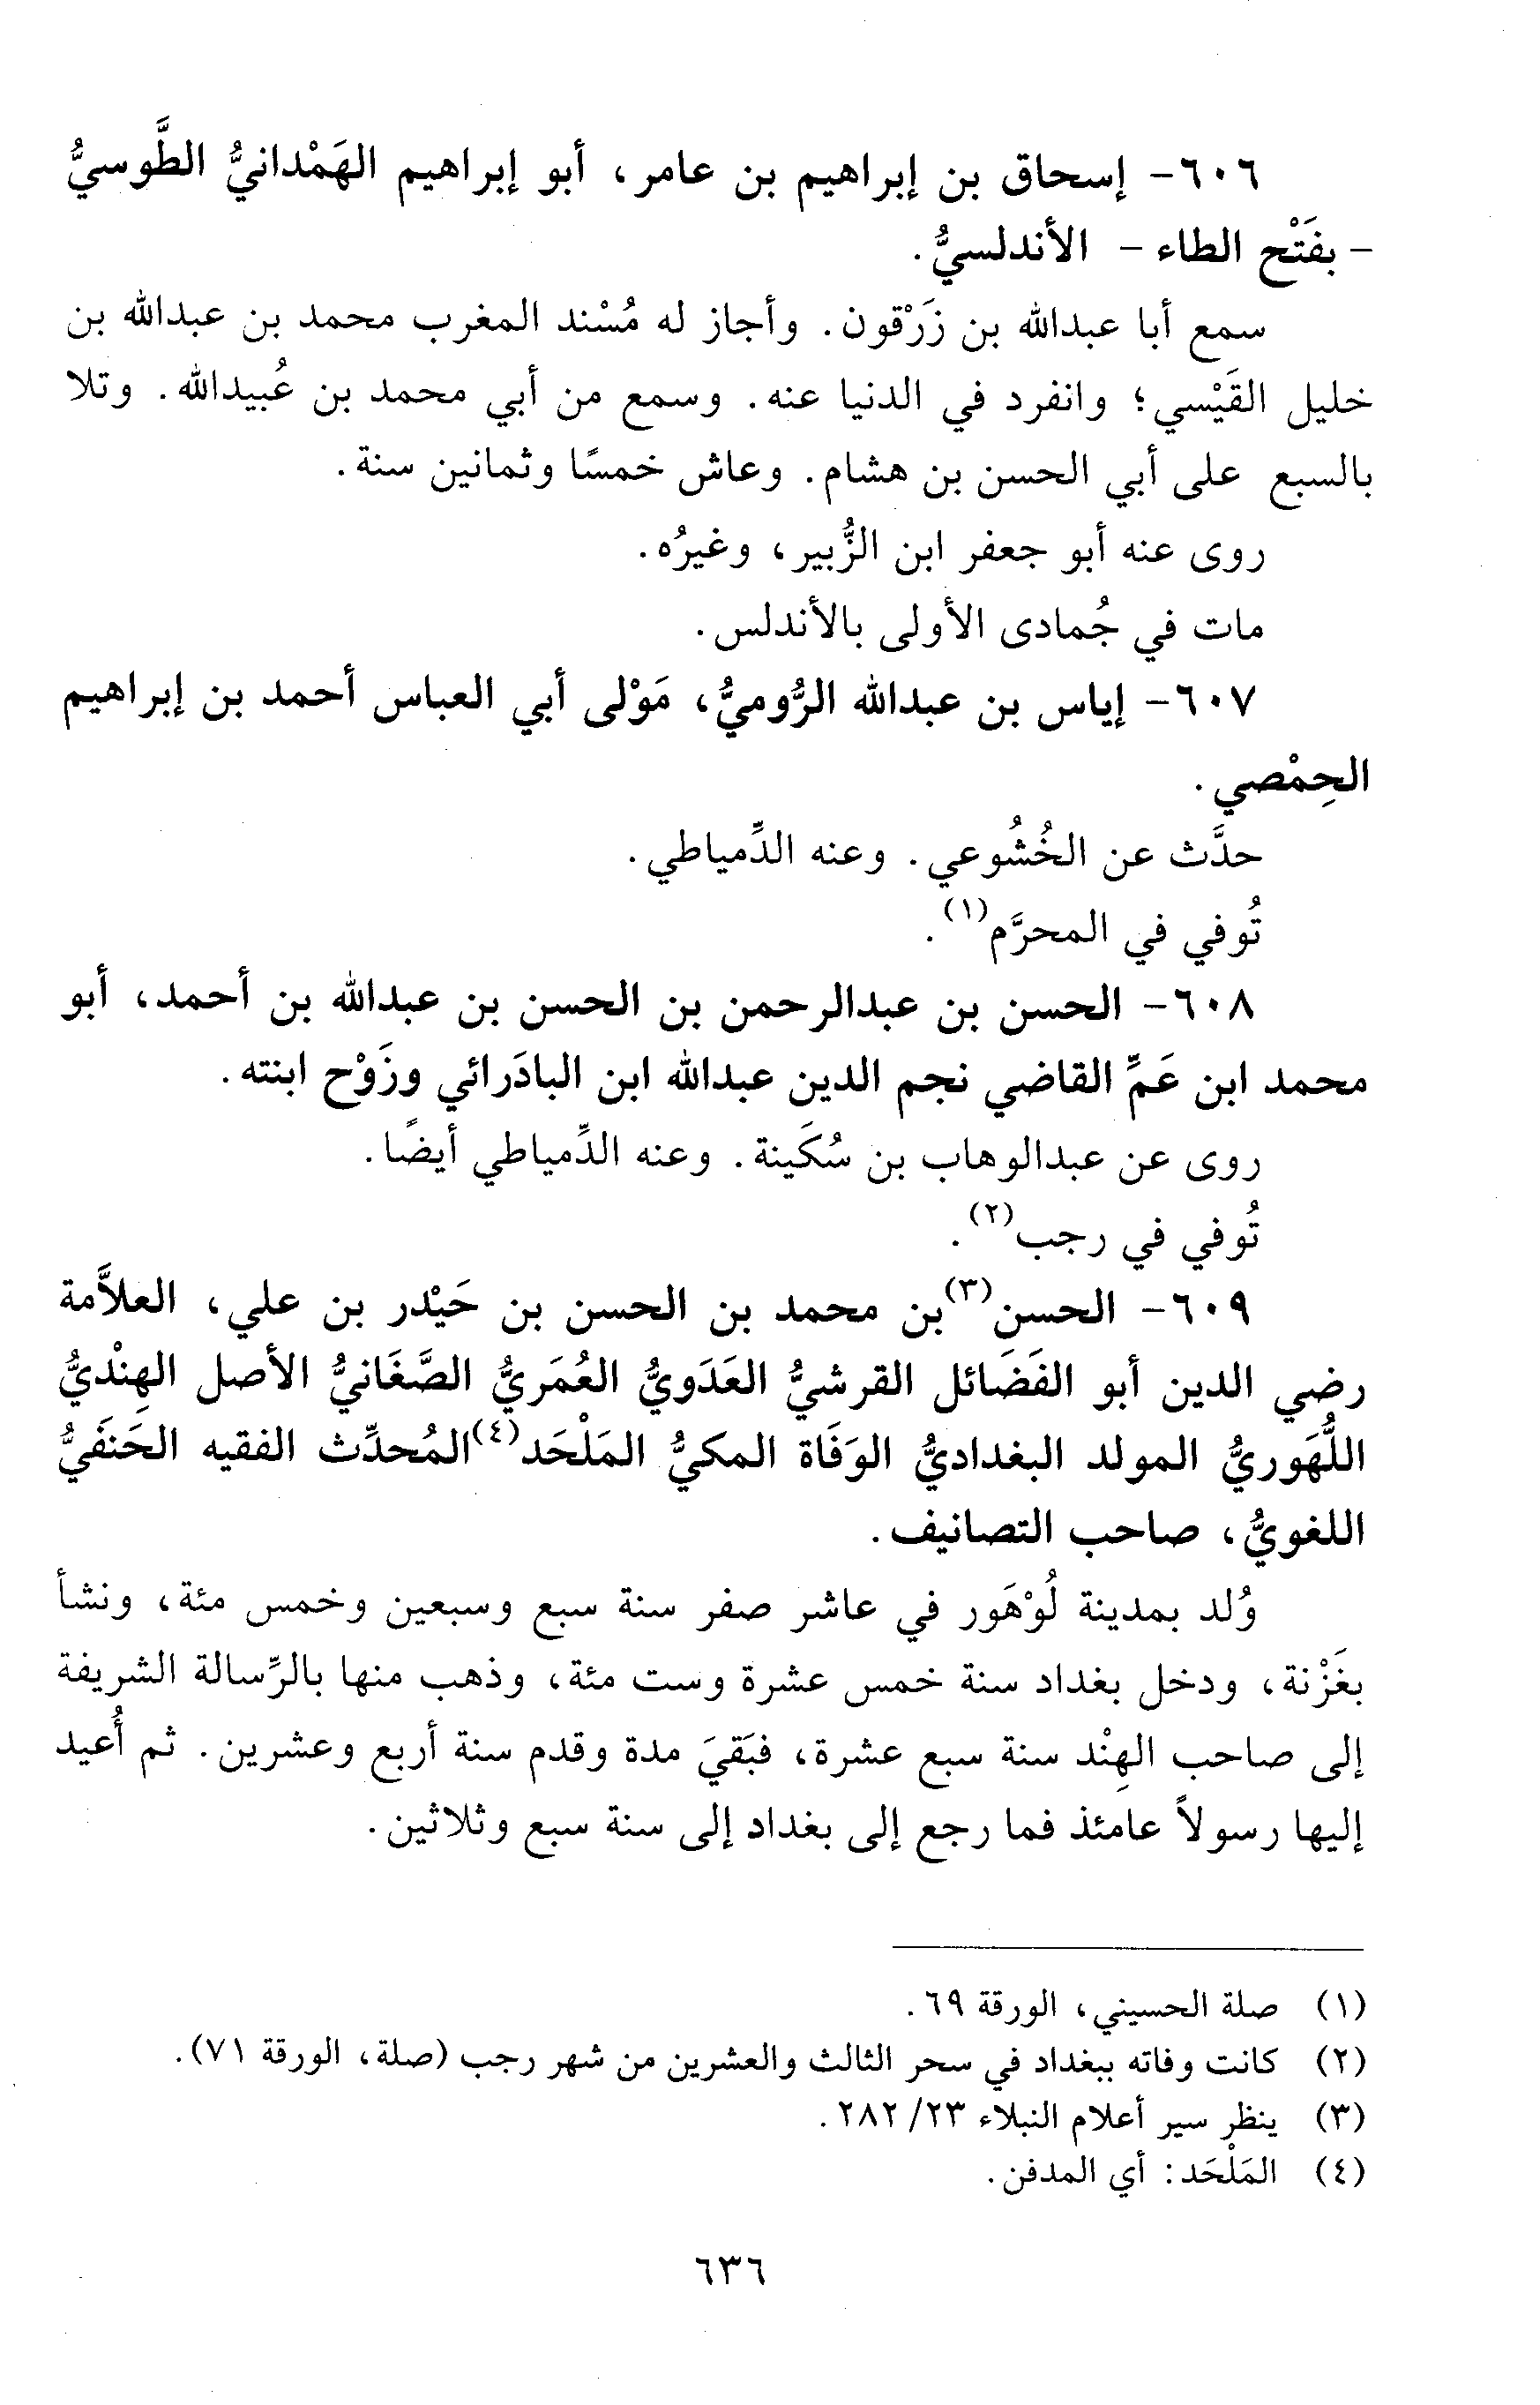 ٦٠٦- إسحاق بن إبراهيم بن عامر، أبو إبراهيم الهَمْدانيُّ الطَّوسيُّ
- بفَتْح الطاء - الأندلسيُّ.
سمع أبا عبدالله بن زَرْقون. وأجاز له مُسْند المغرب محمد بن عبدالله بن
خليل القَيْسي؛ وانفرد في الدنيا عنه. وسمع من أبي محمد بن عُبيدالله. وتلا
بالسبع على أبي الحسن بن هشام. وعاش خمسًا وثمانين سنة.
روى عنه أبو جعفر ابن الزُّبير، وغيرُه.
مات في جُمادى الأولى بالأندلس.
٦٠٧- إياس بن عبدالله الرُّوميُّ، مَوْلى أبي العباس أحمد بن إبراهيم
الحِمْصي.
حدَّث عن الخُشُوعي. وعنه الدِّمياطي.
تُوفي في المحرَّم(١).
٦٠٨- الحسن بن عبدالرحمن بن الحسن بن عبدالله بن أحمد، أبو
محمد ابن عَمِّ القاضي نجم الدين عبدالله ابن البادَرائي وزَوْح ابنته.
روى عن عبدالوهاب بن سُكَينة. وعنه الدِّمياطي أيضًا.
تُوفي في رجب(٢).
٦٠٩- الحسن(٣) بن محمد بن الحسن بن حَيْدر بن علي، العلاَّمة
رضي الدين أبو الفَضَائل القرشيُّ العَدَويُّ العُمَريُّ الصَّغَانيُّ الأصل الهِنْديُّ
اللُّهَوريُّ المولد البغداديُّ الوَفَاة المكيُّ المَلْحَد(٤) المُحدِّث الفقيه الحَنفَيُّ
اللغويُّ، صاحب التصانيف.
وُلد بمدينة لُوْهَور في عاشر صفر سنة سبع وسبعين وخمس مئة، ونشأ
بغَزْنة، ودخل بغداد سنة خمس عشرة وست مئة، وذهب منها بالرِّسالة الشريفة
إلى صاحب الهِنْد سنة سبع عشرة، فبَقيَ مدة وقدم سنة أربع وعشرين. ثم أُعيد
إليها رسولاً عامئذ فما رجع إلى بغداد إلى سنة سبع وثلاثين.
(١) صلة الحسيني، الورقة ٦٩.
(٢) كانت وفاته ببغداد في سحر الثالث والعشرين من شهر رجب (صلة، الورقة ٧١).
(٣) ينظر سير أعلام النبلاء ٢٣/ ٢٨٢.
(٤) المَلْحَد: أي المدفن.
٦٣٦